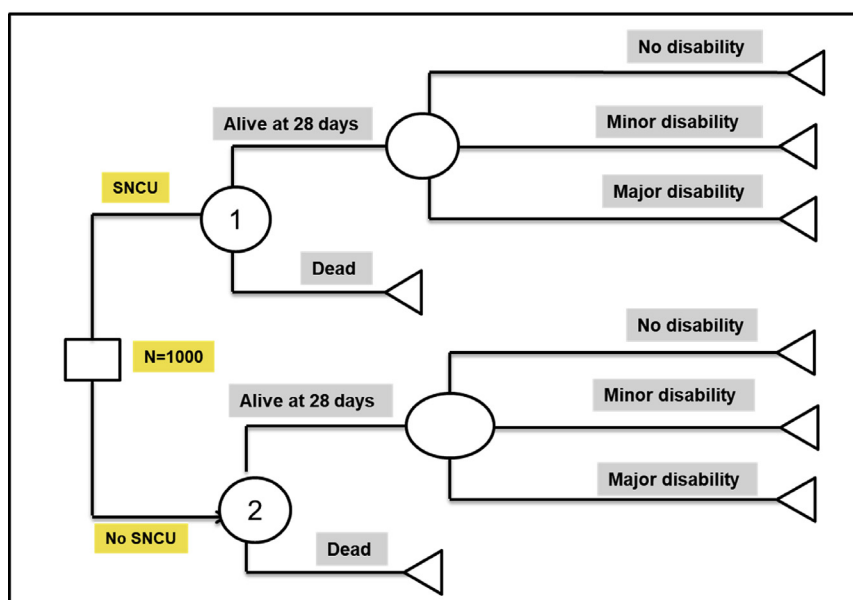 No disability
Alive at 28 days
Minor disability
SNCU
Major disability
1
Dead
No disability
N=1000
Alive at 28 days
Minor disability
Major disability
2
No SNCU
Dead